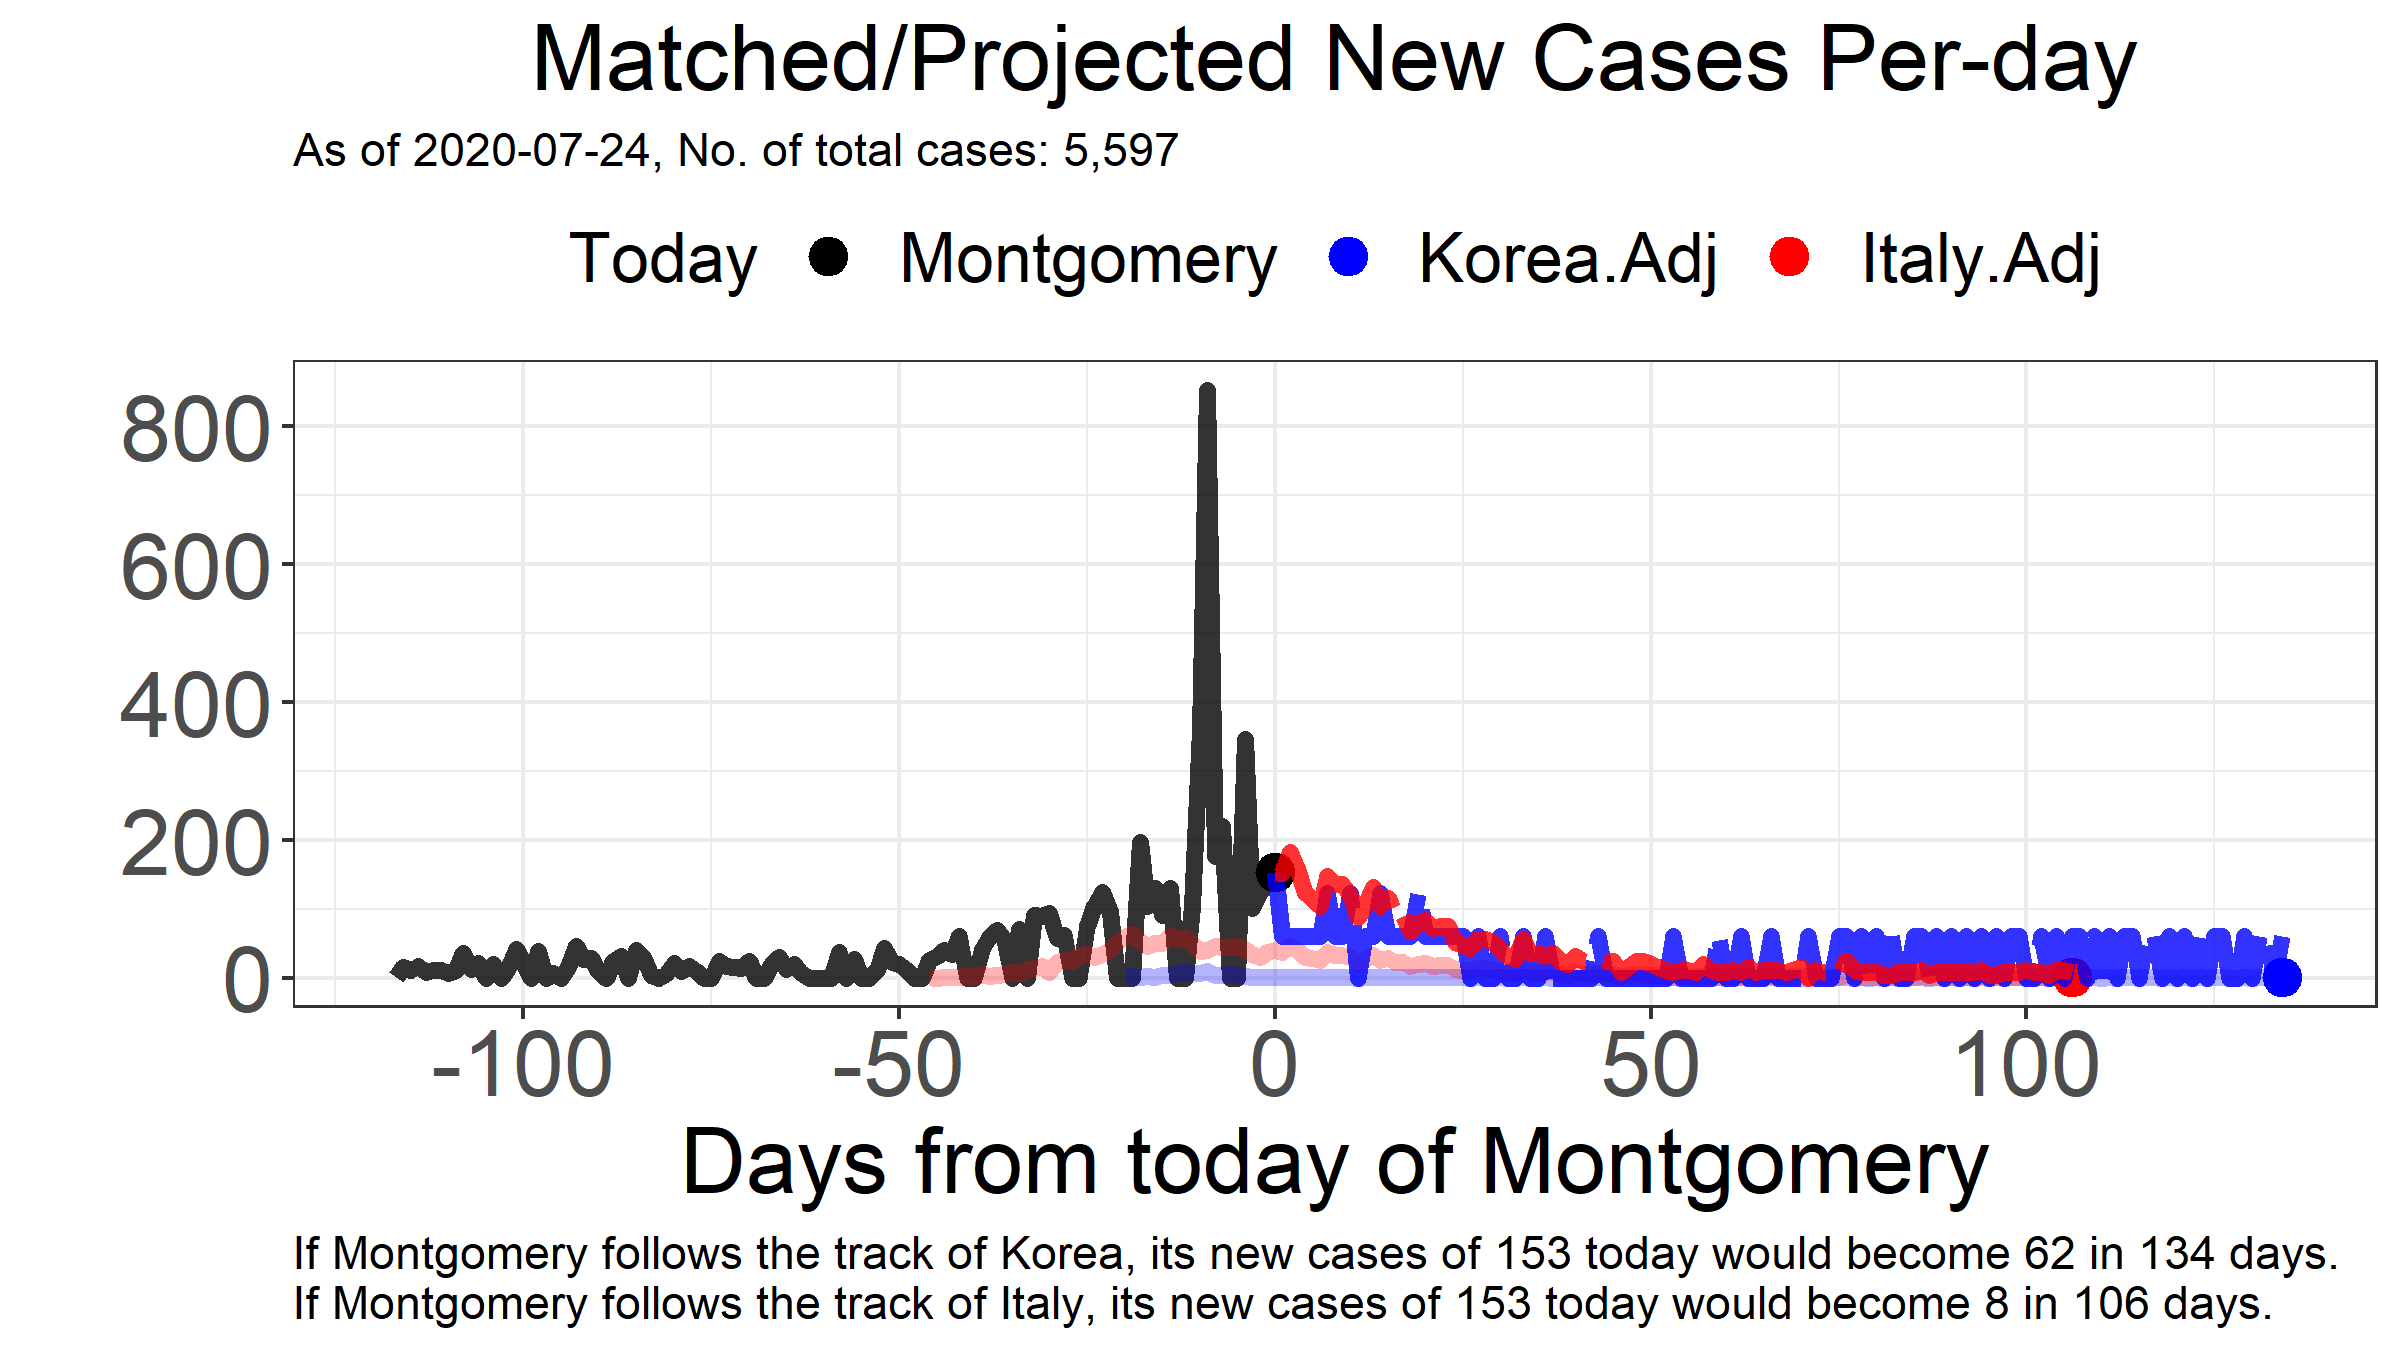 Matched/Projected New Cases Per-day
As of 2020-07-24, No. of total cases: 5,597
Today Montgomery Korea.Adj Italy.Adj
800
600
400
200
0
-100 -50 0 50 100
Days from today of Montgomery
If Montgomery follows the track of Korea, its new cases of 153 today would become 62 in 134 days.
If Montgomery follows the track of Italy, its new cases of 153 today would become 8 in 106 days.